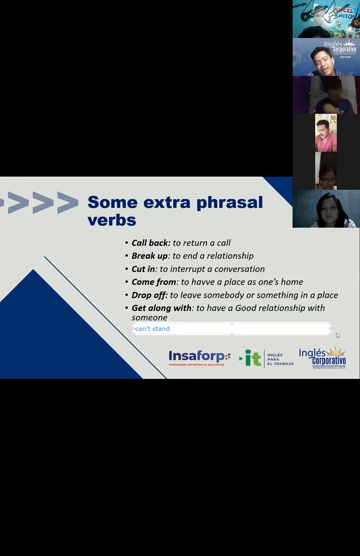 Inglés
Corporativo
>>>> Some extra phrasal
verbs
• Call back: to return a call
• Break up: to end a relationship
• Cut in: to interrupt a conversation
• Come from: to havve a place as one's home
• Drop off: to leave somebody or something in a place
• Get along with: to have a Good relationship with
someone
can't stand
Insaforp
it
INGLÉS
PARA
EL TRABAJO
Inglés
Corporativo